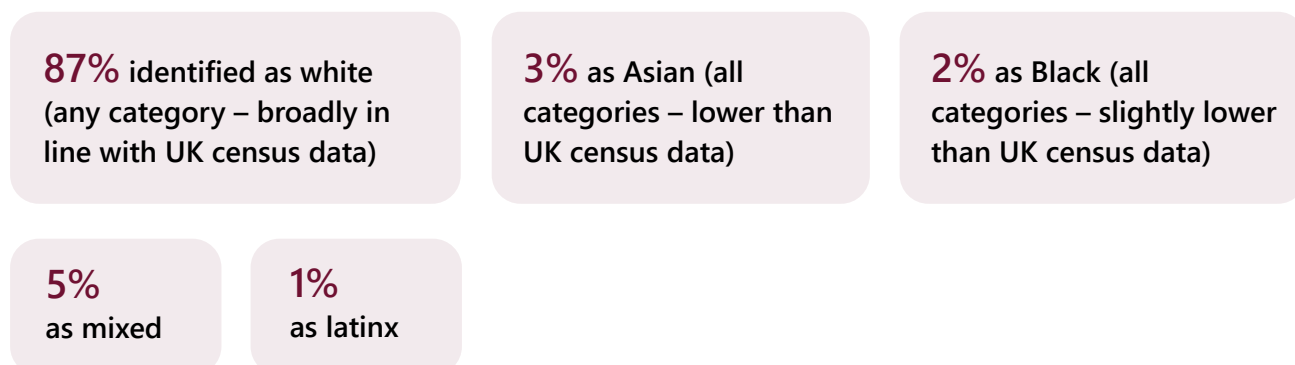 87% identified as white
(any category – broadly in
line with UK census data)
3% as Asian (all
categories – lower than
UK census data)
2% as Black (all
categories – slightly lower
than UK census data)
5%
as mixed
1%
as latinx